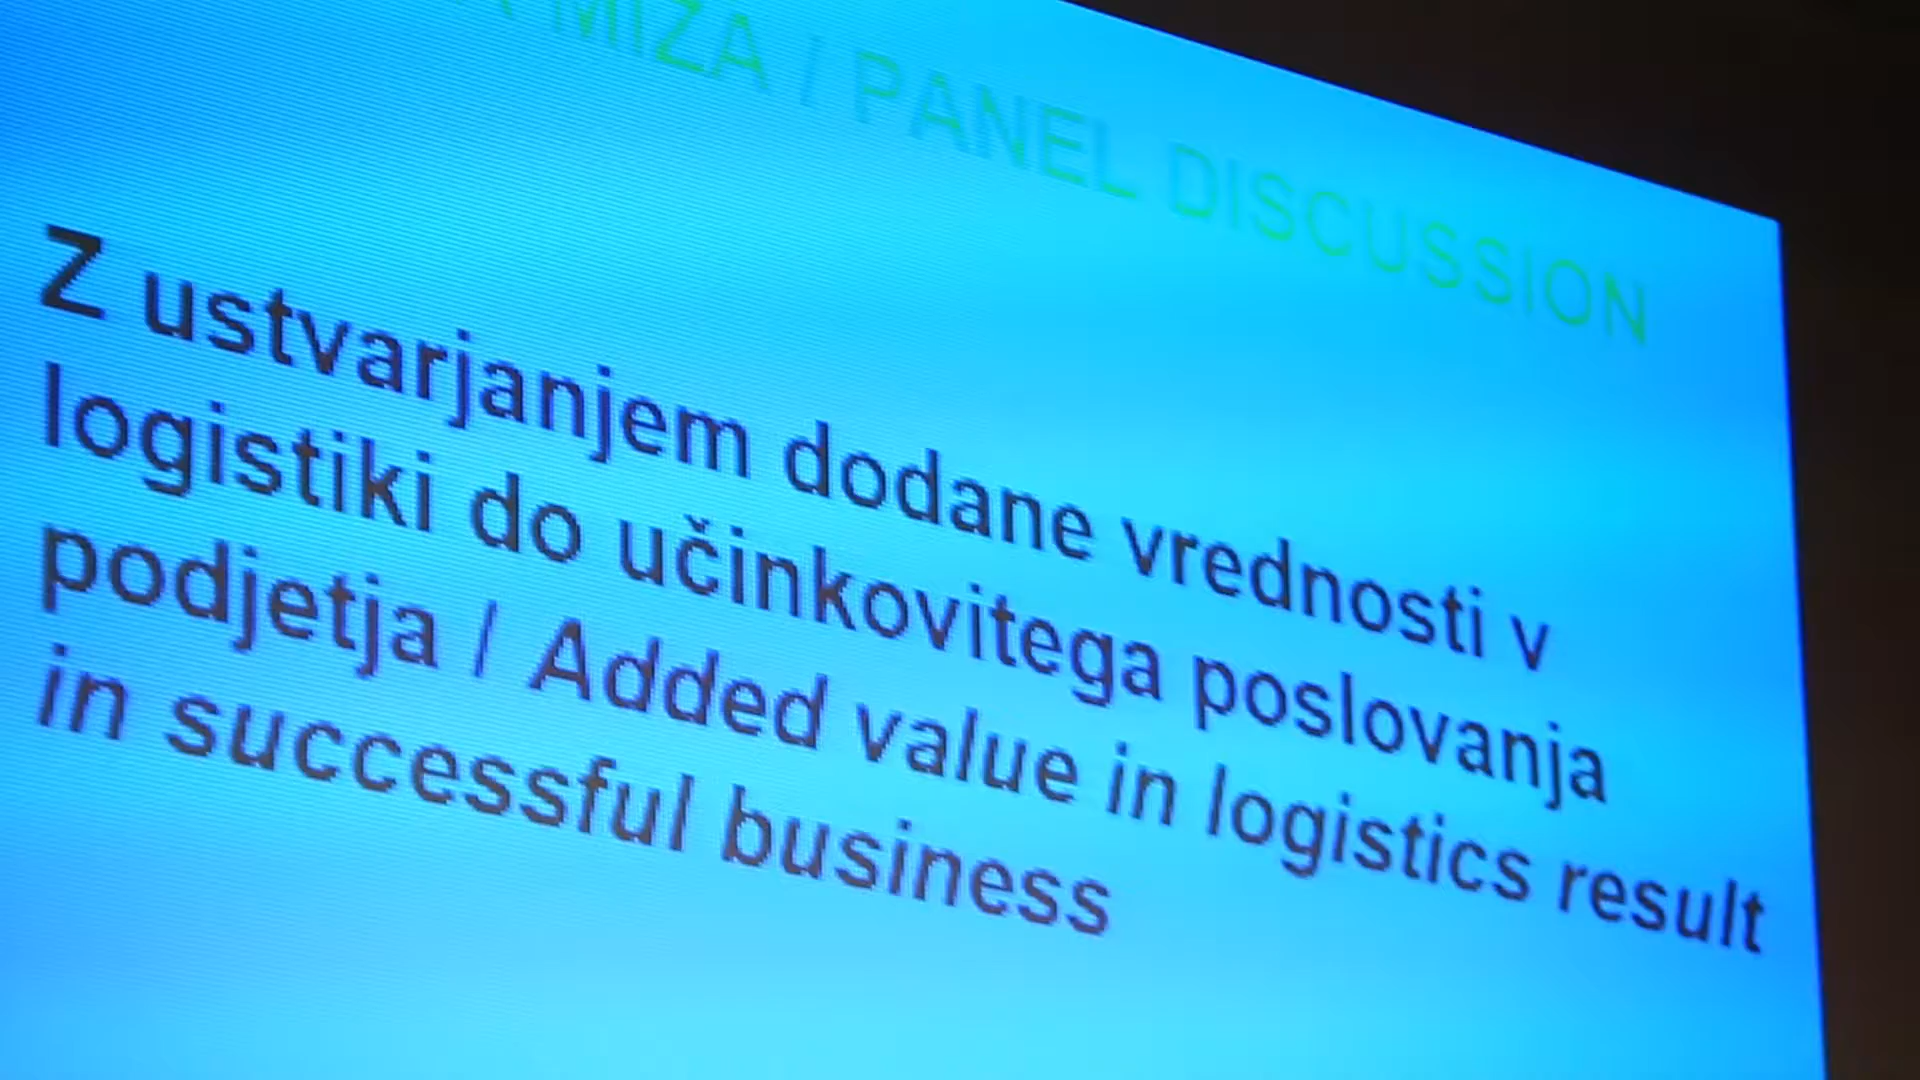 MIZA / PANEL DISCUSSION
Z ustvarjanjem dodane vrednosti v
logistiki do učinkovitega poslovanja
podjetja / Added value in logistics result
in successful business